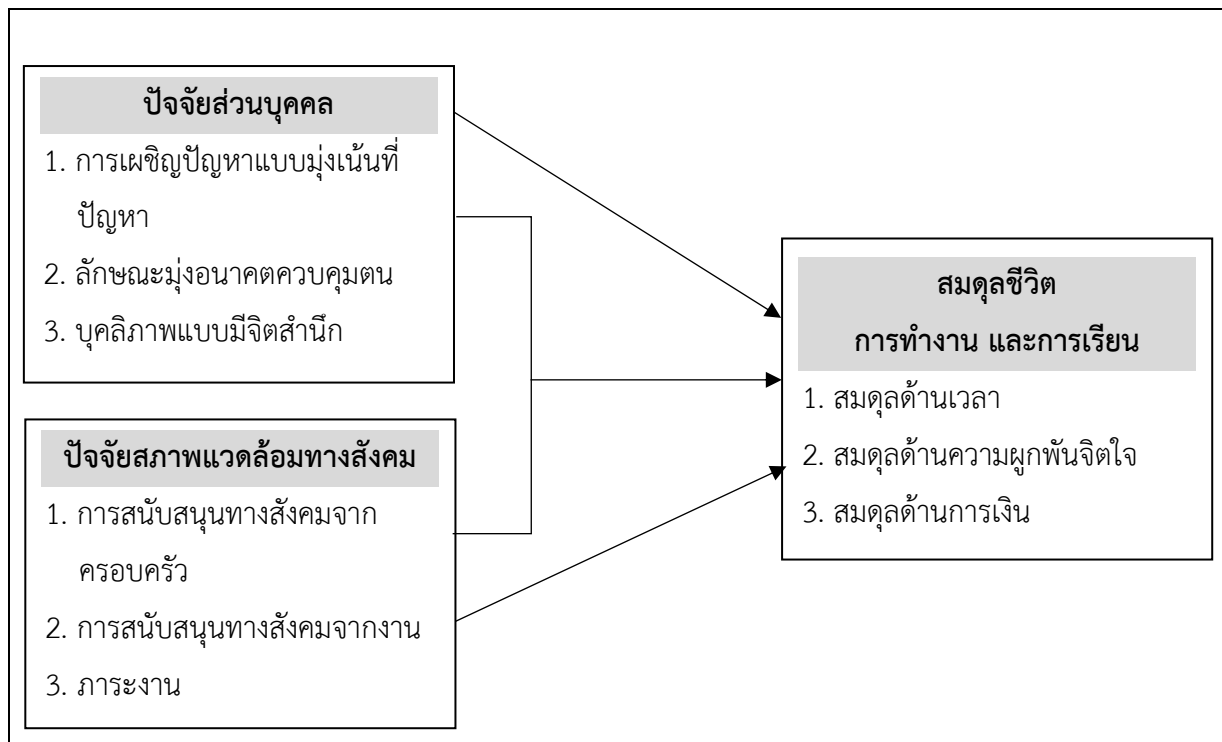 ปัจจัยส่วนบุคคล
1. การเผชิญปัญหาแบบมุ่งเน้นที่
ปัญหา
2. ลักษณะมุ่งอนาคตควบคุมตน
3. บุคลิภาพแบบมีจิตสำนึก
ปัจจัยสภาพแวดล้อมทางสังคม
1. การสนับสนุนทางสังคมจาก
ครอบครัว
2. การสนับสนุนทางสังคมจากงาน
3. ภาระงาน
สมดุลชีวิต
การทำงาน และการเรียน
1. สมดุลด้านเวลา
2. สมดุลด้านความผูกพันจิตใจ
3. สมดุลด้านการเงิน